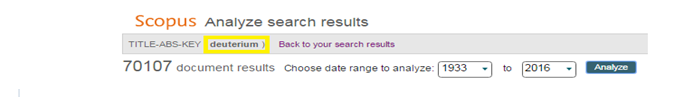 Scopus Analyze search results
TITLE-ABS-KEY deuterium ) Back to your search results
70107 document results Choose date range to analyze: 1933 to 2016 Analyze